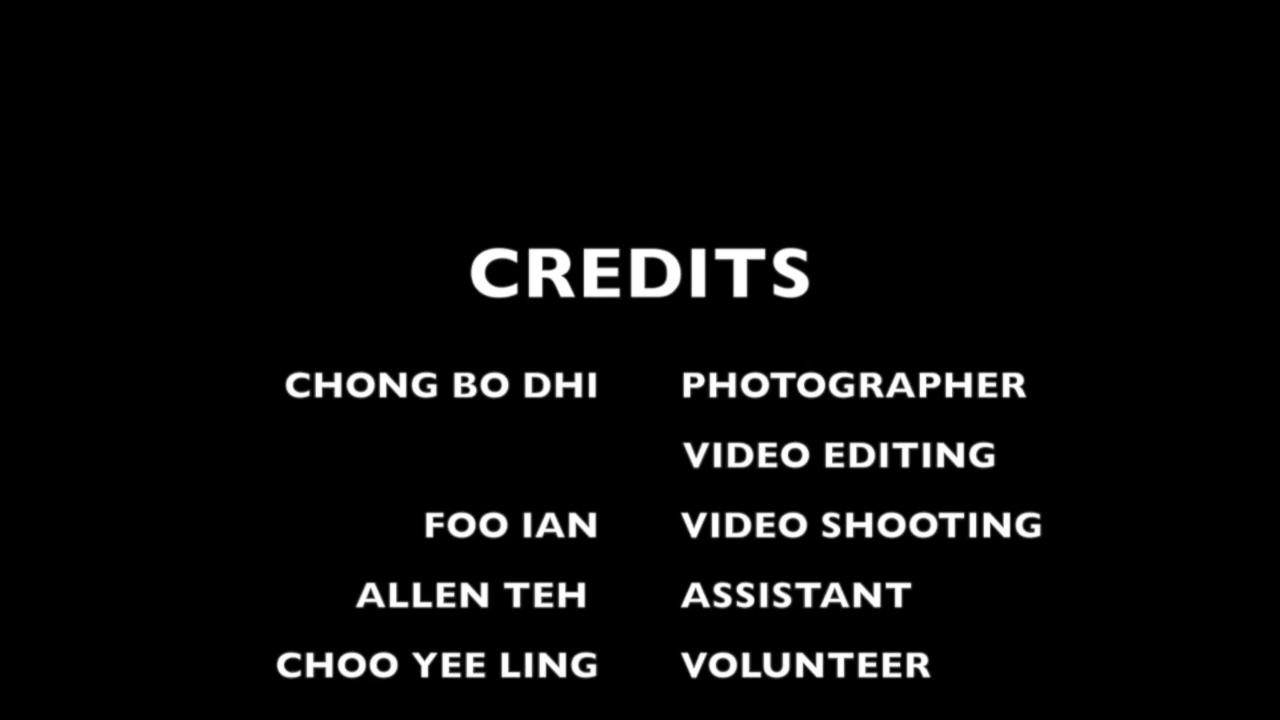 CREDITS
CHONG BO DHI PHOTOGRAPHER
VIDEO EDITING
FOO IAN VIDEO SHOOTING
ALLEN TEH ASSISTANT
CHOO YEE LING VOLUNTEER